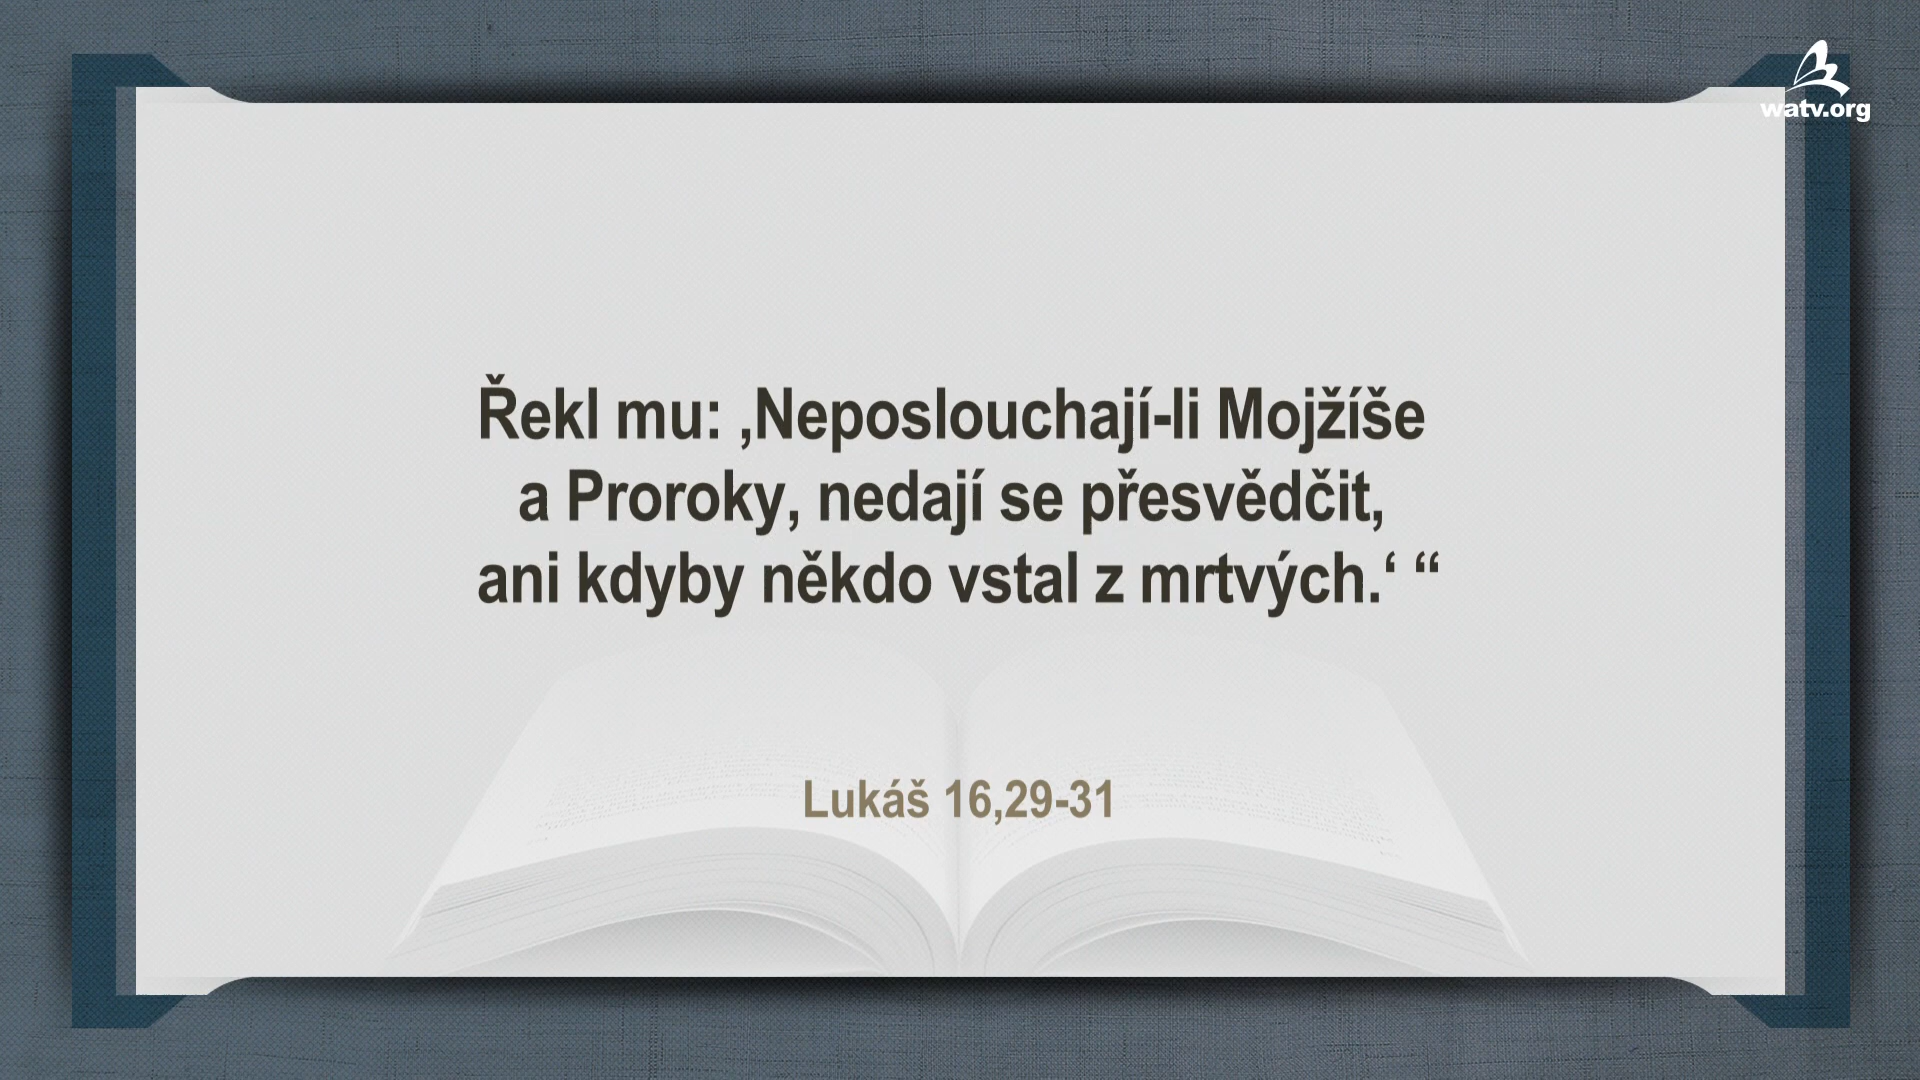 watv.org
Řekl mu: ‚Neposlouchají-li Mojžíše
a Proroky, nedají se přesvědčit,
ani kdyby někdo vstal z mrtvých.‘ “
Lukáš 16,29-31